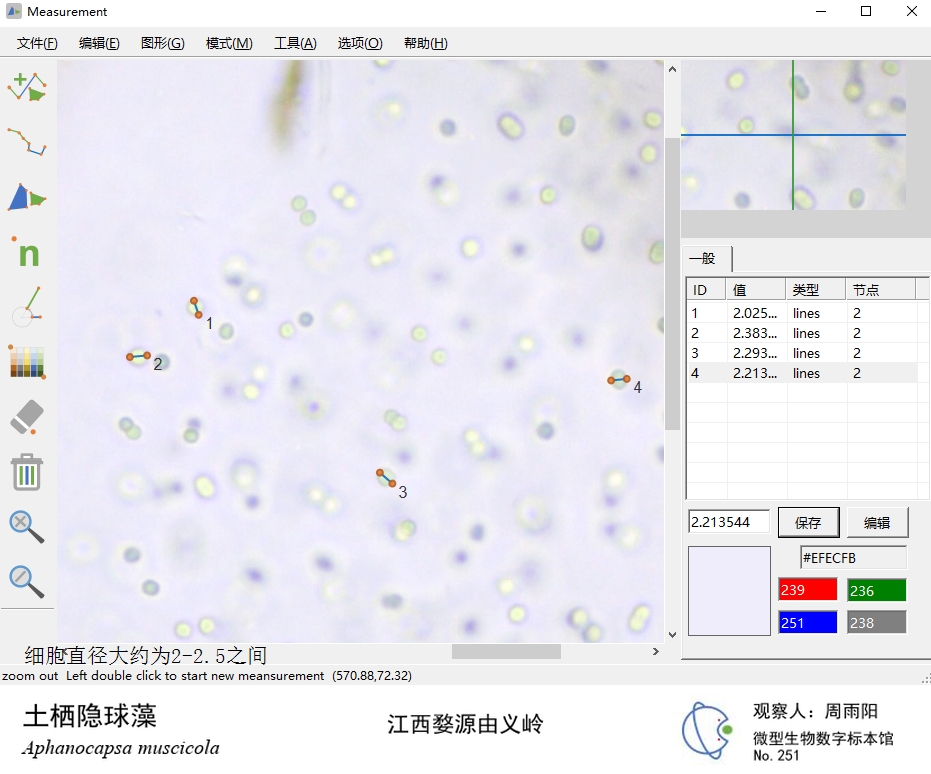 Measurement
文件(F) 编辑(E) 图形(G) 模式(M) 工具(A) 选项(O) 帮助(H)
n
1
2
3
4
一般
ID 值 类型 节点
1 2.025... lines 2
2 2.383... lines 2
3 2.293... lines 2
4 2.213... lines 2
2.213544 保存 编辑
#EFECFB
239 236
251 238
细胞直径大约为2-2.5之间
zoom out Left double click to start new meansurement (570.88,72.32)
土栖隐球藻
Aphanocapsa muscicola
江西婺源由义岭
观察人：周雨阳
微型生物数字标本馆
No. 251